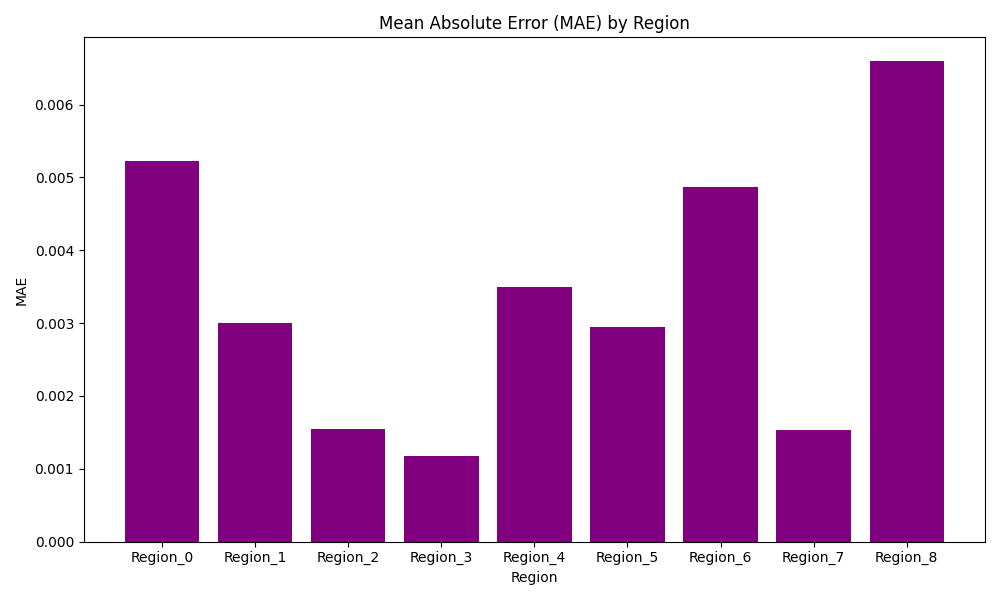 Mean Absolute Error (MAE) by Region
0.006
0.005
0.004
0.003
0.002
0.001
0.000
MAE
Region_0 Region_1 Region_2 Region_3 Region_4 Region_5 Region_6 Region_7 Region_8
Region